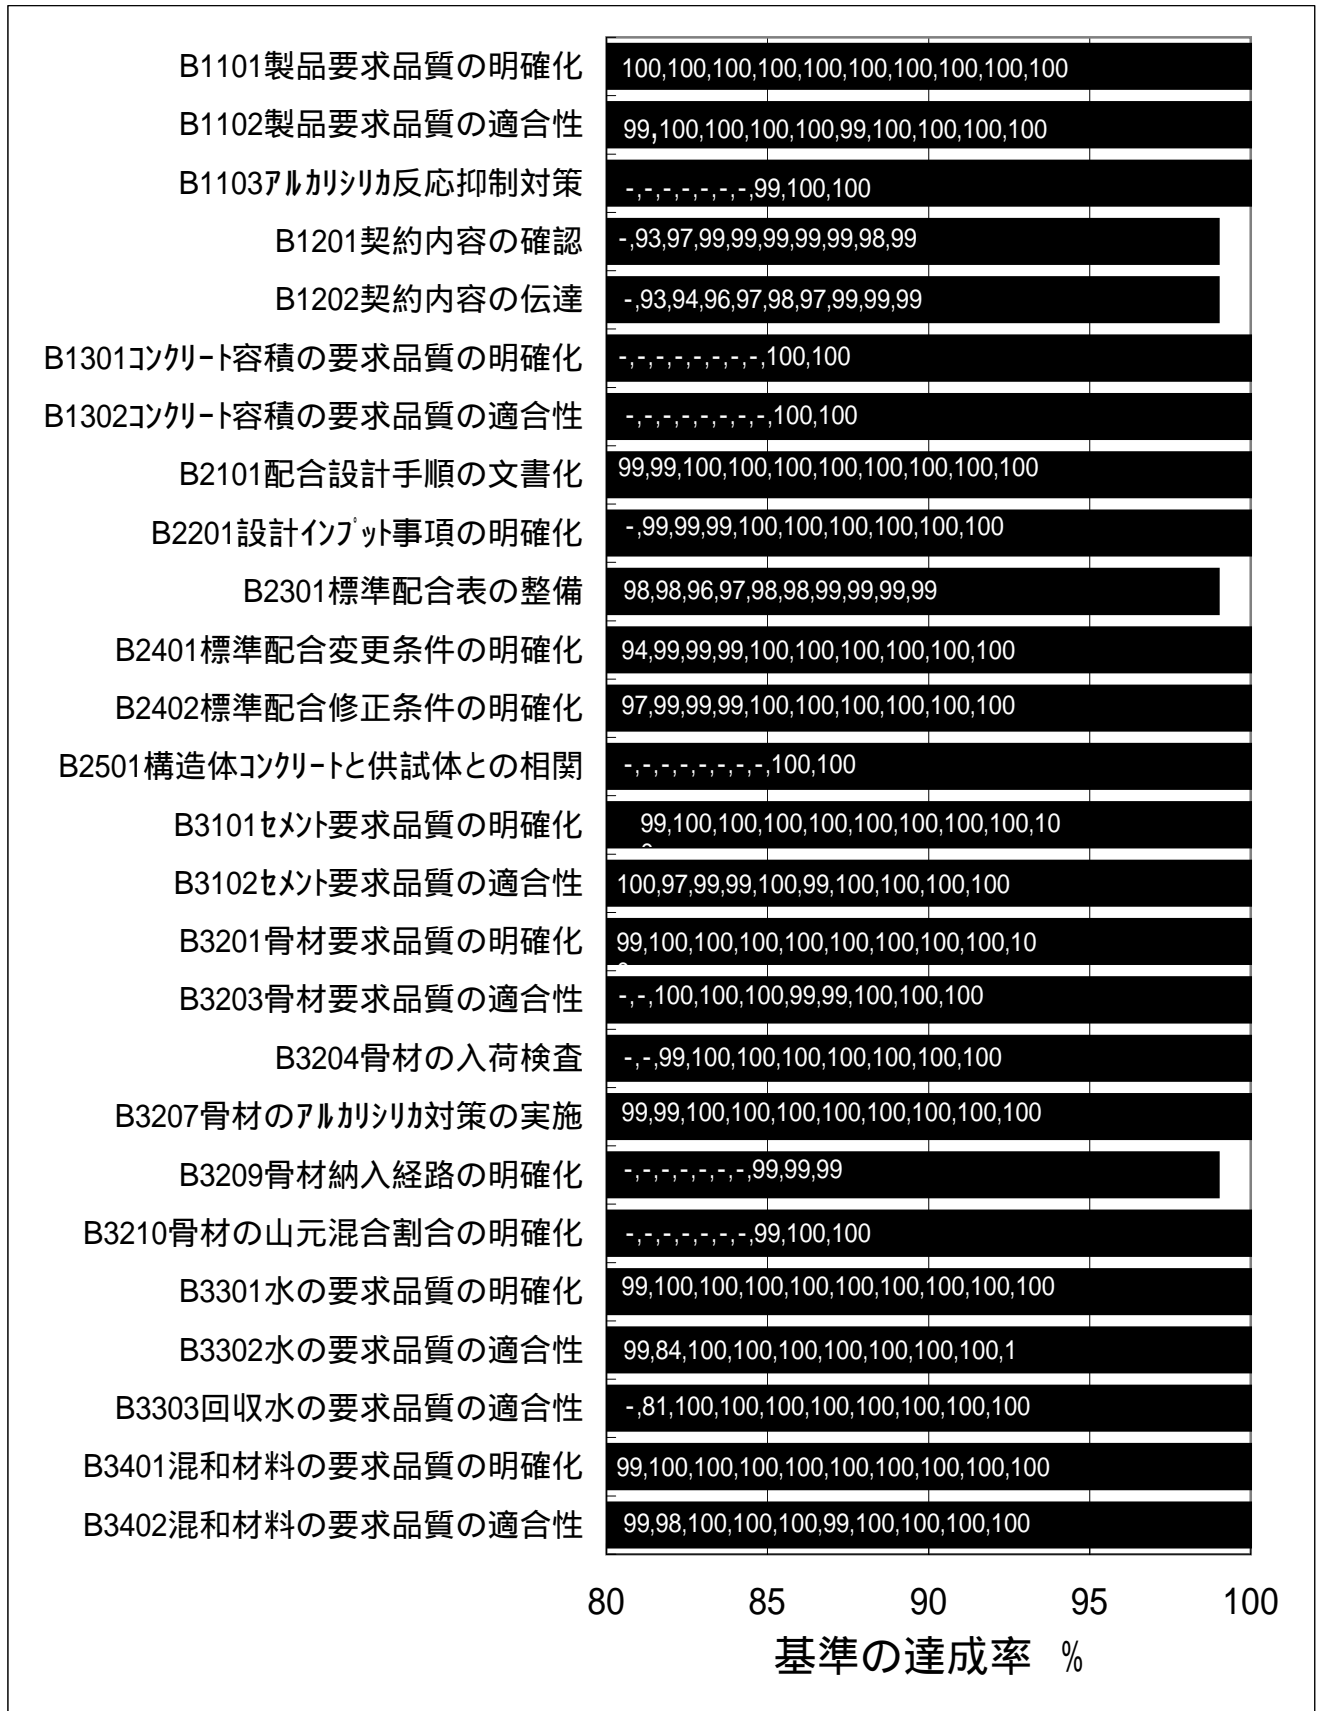 B1101製品要求品質の明確化 100,100,100,100,100,100,100,100,100,100
B1102製品要求品質の適合性 99,100,100,100,100,99,100,100,100,100
B1103ｱﾙｶﾘｼﾘｶ反応抑制対策 -,-,-,-,-,-,-,99,100,100
B1201契約内容の確認 -,93,97,99,99,99,99,99,98,99
B1202契約内容の伝達 -,93,94,96,97,98,97,99,99,99
B1301ｺﾝｸﾘｰﾄ容積の要求品質の明確化 -,-,-,-,-,-,-,-,100,100
B1302ｺﾝｸﾘｰﾄ容積の要求品質の適合性 -,-,-,-,-,-,-,-,100,100
B2101配合設計手順の文書化 99,99,100,100,100,100,100,100,100,100
B2201設計ｲﾝﾌﾟｯﾄ事項の明確化 -,99,99,99,100,100,100,100,100,100
B2301標準配合表の整備 98,98,96,97,98,98,99,99,99,99
B2401標準配合変更条件の明確化 94,99,99,99,100,100,100,100,100,100
B2402標準配合修正条件の明確化 97,99,99,99,100,100,100,100,100,100
B2501構造体ｺﾝｸﾘｰﾄと供試体との相関 -,-,-,-,-,-,-,-,100,100
B3101ｾﾒﾝﾄ要求品質の明確化 99,100,100,100,100,100,100,100,100,10
B3102ｾﾒﾝﾄ要求品質の適合性 100,97,99,99,100,99,100,100,100,100
B3201骨材要求品質の明確化 99,100,100,100,100,100,100,100,100,10
B3203骨材要求品質の適合性 -,-,100,100,100,99,99,100,100,100
B3204骨材の入荷検査 -,-,99,100,100,100,100,100,100,100
B3207骨材のｱﾙｶﾘｼﾘｶ対策の実施 99,99,100,100,100,100,100,100,100,100
B3209骨材納入経路の明確化 -,-,-,-,-,-,-,99,99,99
B3210骨材の山元混合割合の明確化 -,-,-,-,-,-,-,99,100,100
B3301水の要求品質の明確化 99,100,100,100,100,100,100,100,100,100
B3302水の要求品質の適合性 99,84,100,100,100,100,100,100,100,1
B3303回収水の要求品質の適合性 -,81,100,100,100,100,100,100,100,100
B3401混和材料の要求品質の明確化 99,100,100,100,100,100,100,100,100,100
B3402混和材料の要求品質の適合性 99,98,100,100,100,99,100,100,100,100
80 85 90 95 100
基準の達成率 %